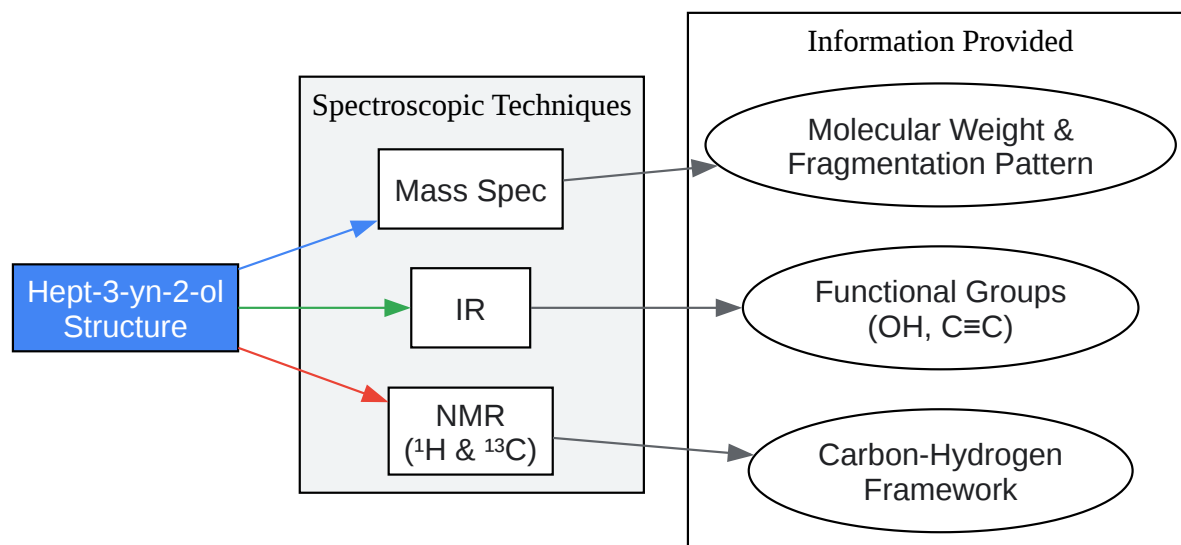 Hept-3-yn-2-ol
Structure
Spectroscopic Techniques
Mass Spec
IR
NMR
(¹H & ¹³C)
Information Provided
Molecular Weight &
Fragmentation Pattern
Functional Groups
(OH, C≡C)
Carbon-Hydrogen
Framework